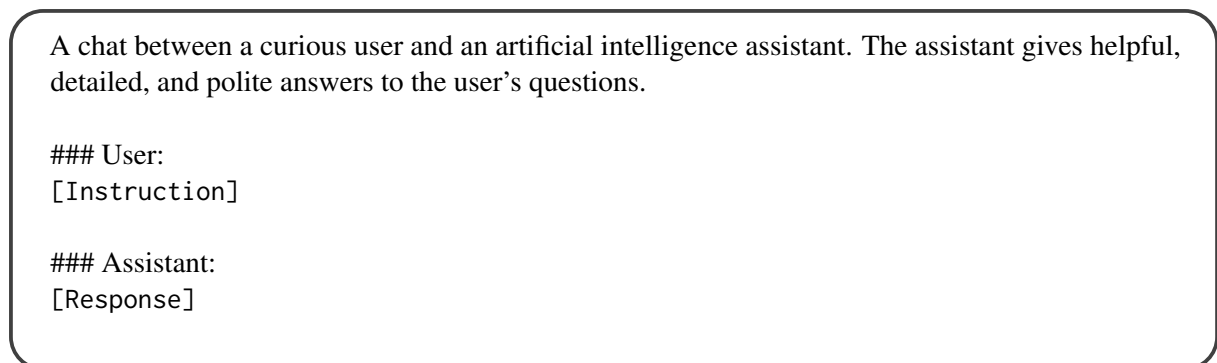 A chat between a curious user and an artificial intelligence assistant. The assistant gives helpful,
detailed, and polite answers to the user’s questions.
### User:
[Instruction]
### Assistant:
[Response]